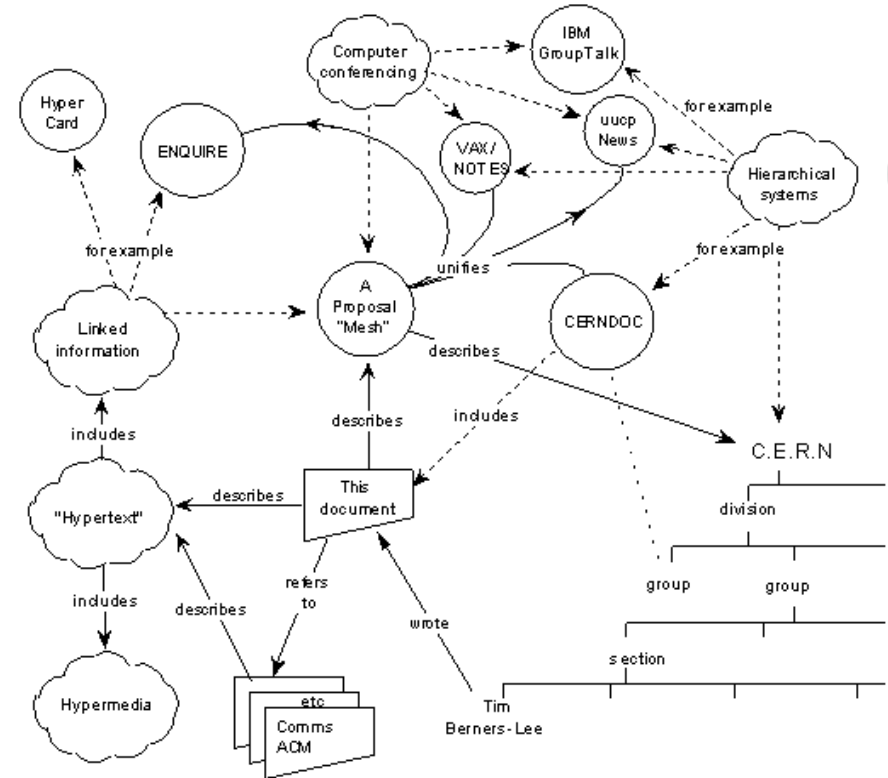 IBM
GroupTalk
Computer
conferencing
Hyper
Card
for example
uucp
News
ENQUIRE
VAX/
NOTES
Hierarchical
systems
for example
unifies
for example
A
Proposal
"Mesh"
CERNDOC
Linked
information
describes
includes
describes
includes
C.E.R.N
This
document
describes
"Hypertext"
division
refers
to
group
group
includes
describes
wrote
section
Hypermedia
etc
Tim
Berners-Lee
Comms
ACM